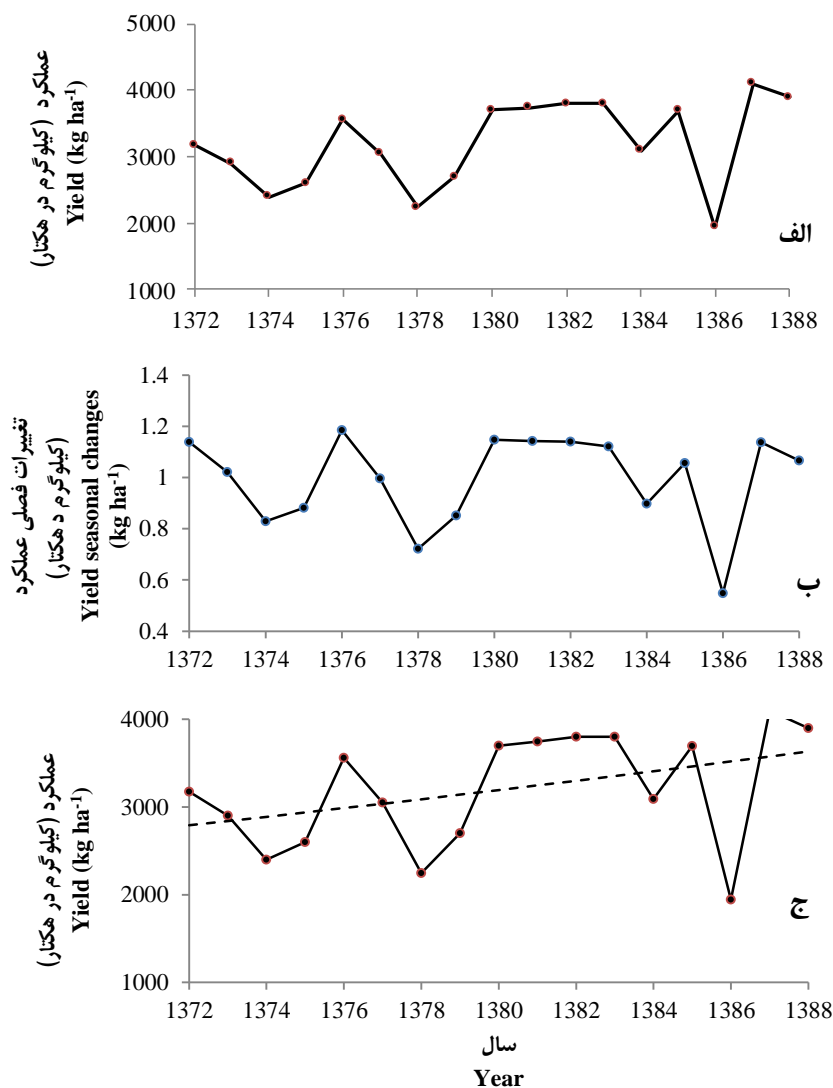 5000
4000
3000
2000
1000
عملکرد (کیلوگرم در هکتار)
Yield (kg ha-1)
الف
1372 1374 1376 1378 1380 1382 1384 1386 1388
1.4
1.2
1
0.8
0.6
0.4
تغییرات فصلی عملکرد
(کیلوگرم د هکتار)
Yield seasonal changes
(kg ha-1)
ب
1372 1374 1376 1378 1380 1382 1384 1386 1388
4000
3000
2000
1000
عملکرد (کیلوگرم در هکتار)
Yield (kg ha-1)
ج
1372 1374 1376 1378 1380 1382 1384 1386 1388
سال
Year